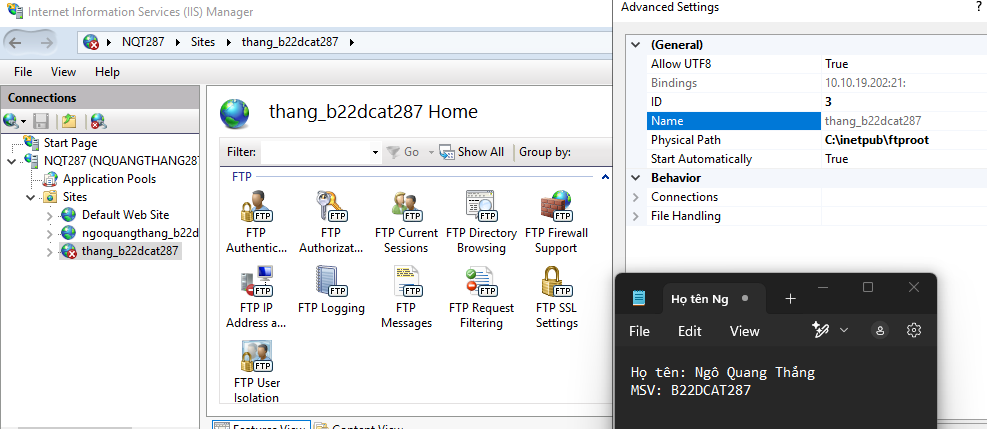 Internet Information Services (IIS) Manager
NQT287
Sites
thang_b22dcat287
File View Help
Connections
Start Page
NQT287 (NQUANGTHANG287
Application Pools
Sites
Default Web Site
ngoquangthang_b22d
thang_b22dcat287
thang_b22dcat287 Home
Filter:
Go
Show All
Group by:
FTP
FTP Authentic...
FTP Authorizat...
FTP Current Sessions
FTP Directory Browsing
FTP Firewall Support
FTP IP Address a...
FTP Logging
FTP Messages
FTP Request Filtering
FTP SSL Settings
FTP User Isolation
Features View
Content View
Advanced Settings
?
(General)
Allow UTF8 True
Bindings 10.10.19.202:21:
ID 3
Name thang_b22dcat287
Physical Path C:\inetpub\ftproot
Start Automatically True
Behavior
Connections
File Handling
Họ tên Ng
File Edit View
Họ tên: Ngô Quang Thắng
MSV: B22DCAT287